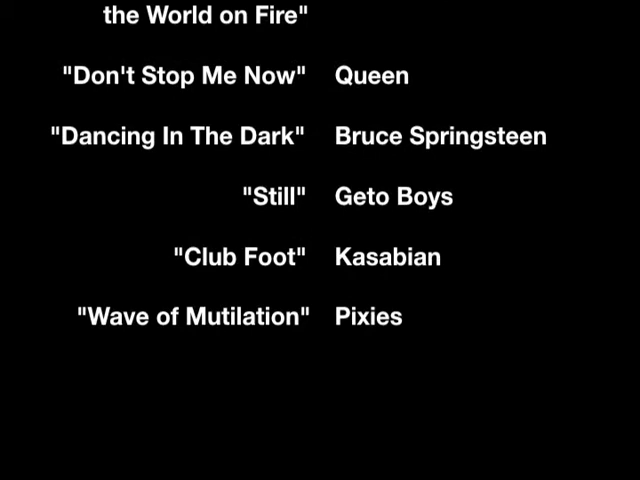 the World on Fire"
"Don't Stop Me Now" Queen
"Dancing In The Dark" Bruce Springsteen
"Still" Geto Boys
"Club Foot" Kasabian
"Wave of Mutilation" Pixies